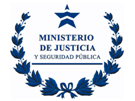 MINISTERIO
DE JUSTICIA
Y SEGURIDAD PÚBLICA